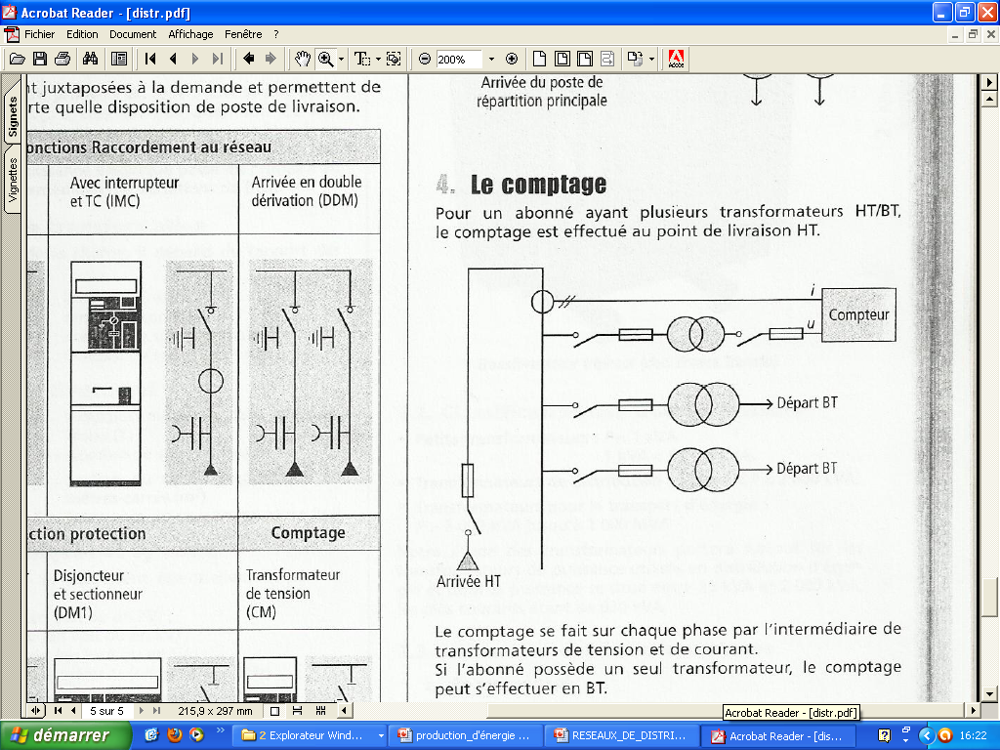 Acrobat Reader - [distr.pdf]
Fichier Edition Document Affichage Fenêtre ?
200%
Adobe
Signets
Vignettes
nt juxtaposées à la demande et permettent de
rte quelle disposition de poste de livraison.
onctions Raccordement au réseau
Avec interrupteur
et TC (IMC)
Arrivée en double
dérivation (DDM)
ction protection
Comptage
Disjoncteur
et sectionneur
(DM1)
Transformateur
de tension
(CM)
Arrivée du poste de
répartition principale
4. Le comptage
Pour un abonné ayant plusieurs transformateurs HT/BT,
le comptage est effectué au point de livraison HT.
i
u
Compteur
Départ BT
Départ BT
Arrivée HT
Le comptage se fait sur chaque phase par l'intermédiaire de
transformateurs de tension et de courant.
Si l'abonné possède un seul transformateur, le comptage
peut s'effectuer en BT.
5 sur 5
215,9 x 297 mm
Acrobat Reader - [distr.pdf]
démarrer
2 Explorateur Wind...
production_d'énergie ...
RESEAUX_DE_DISTRI...
Acrobat Reader - [dis...
16:22